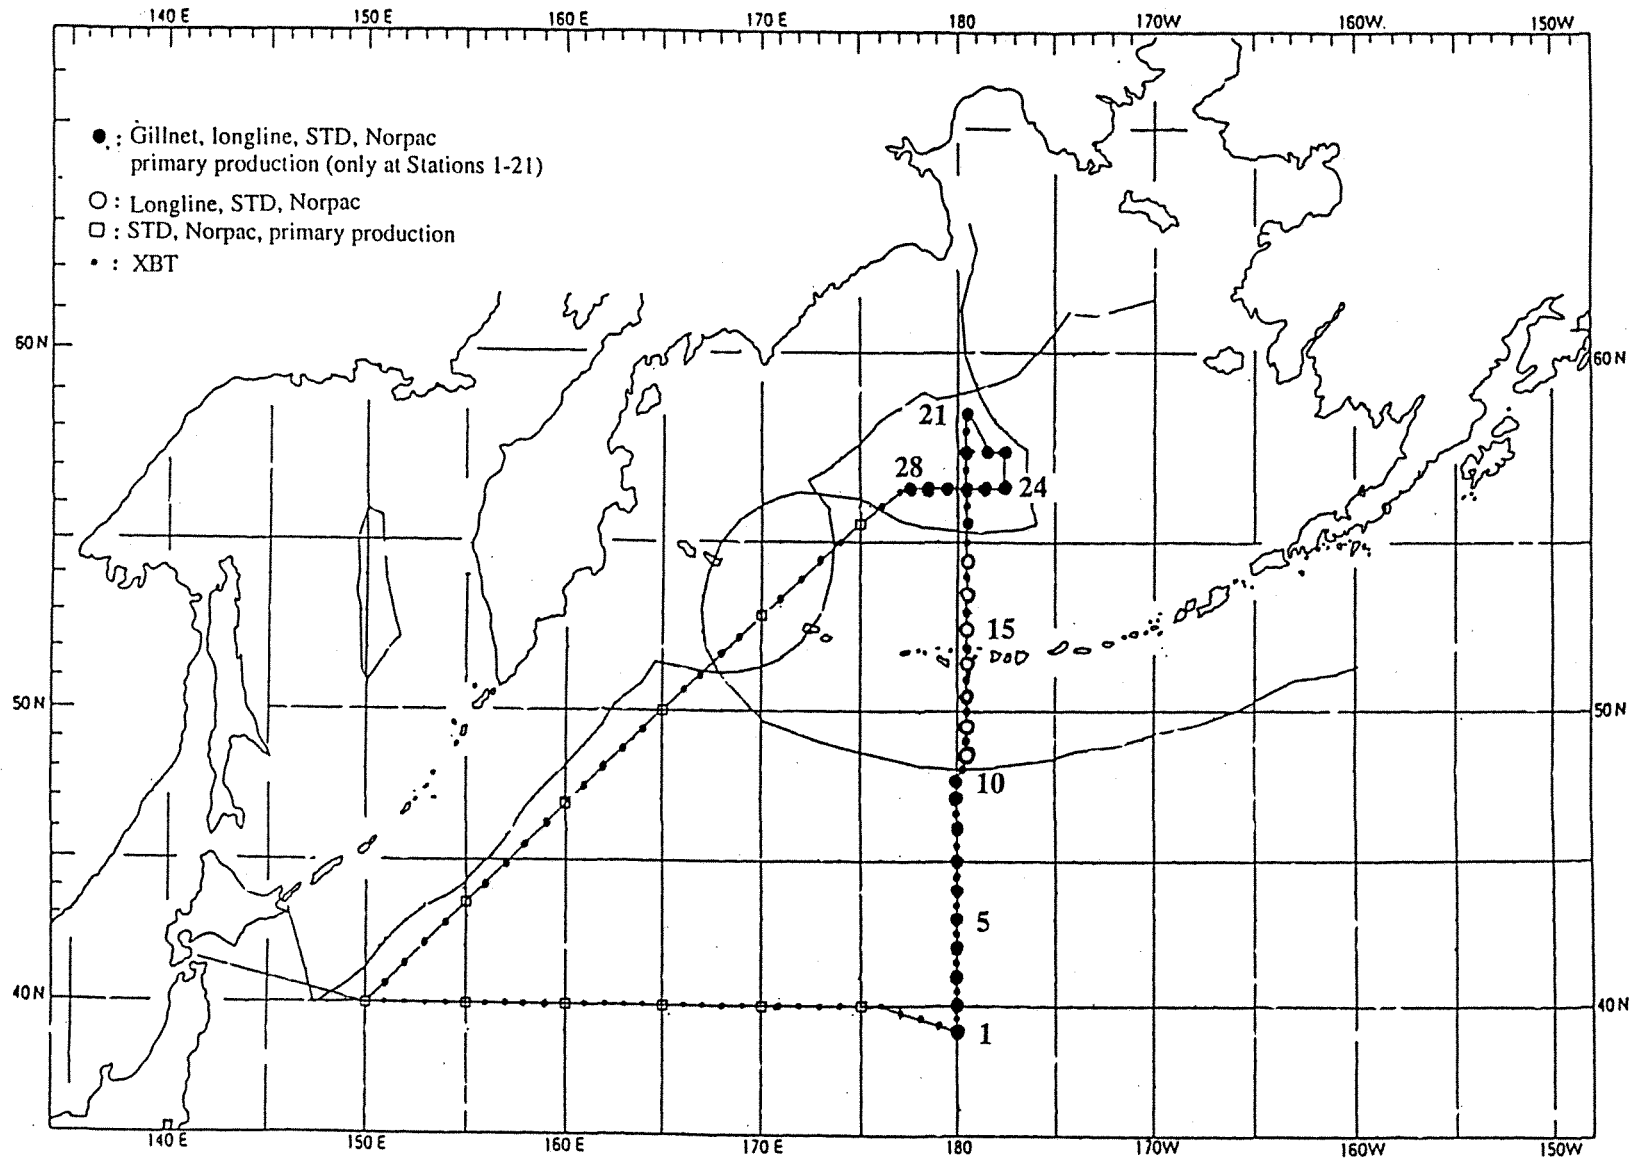 140 E 150 E 160 E 170 E 180 170W 160W. 150W
● : Gillnet, longline, STD, Norpac
primary production (only at Stations 1-21)
○ : Longline, STD, Norpac
□ : STD, Norpac, primary production
• : XBT
60 N 60 N
21
28 24
15
50 N 50 N
10
5
40 N 40 N
1
140 E 150 E 160 E 170 E 180 170W 160W 150W